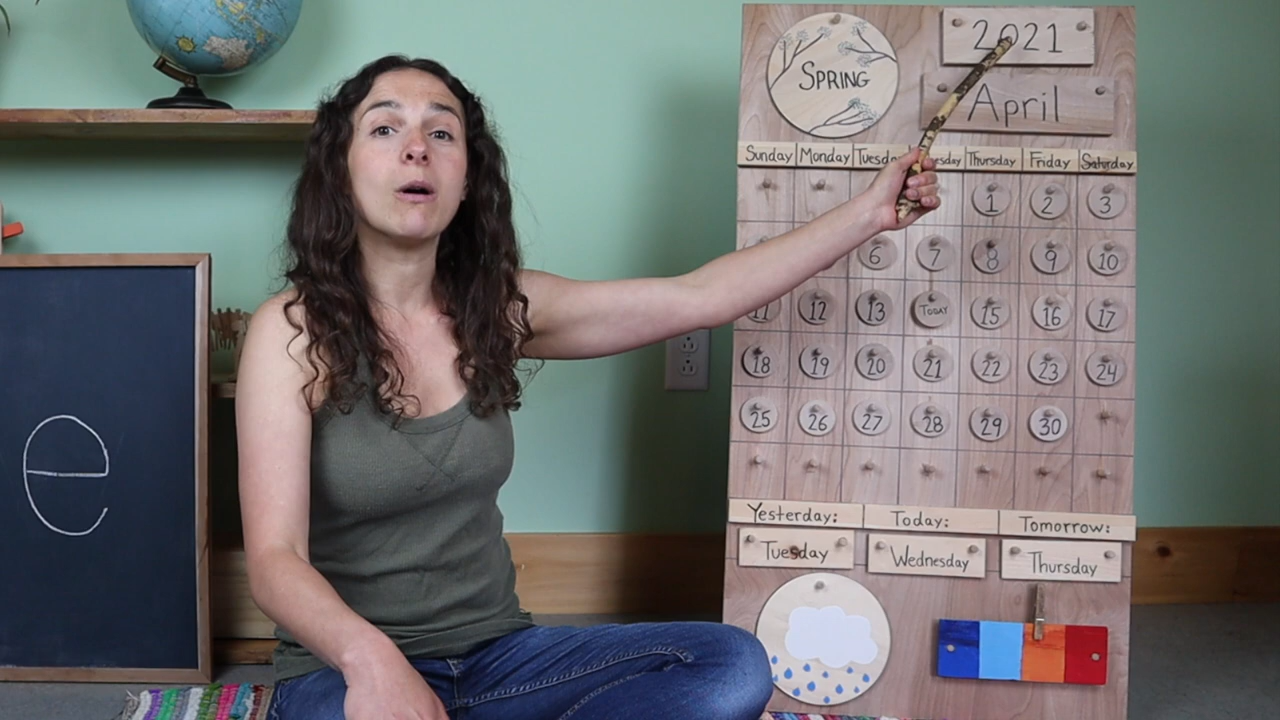 2021
SPRING
April
Sunday Monday Thursday Friday Saturday
1 2 3
6 7 8 9 10
11 12 13 TODAY 15 16 17
18 19 20 21 22 23 24
25 26 27 28 29 30
Yesterday: Today: Tomorrow:
Tuesday Wednesday Thursday
e